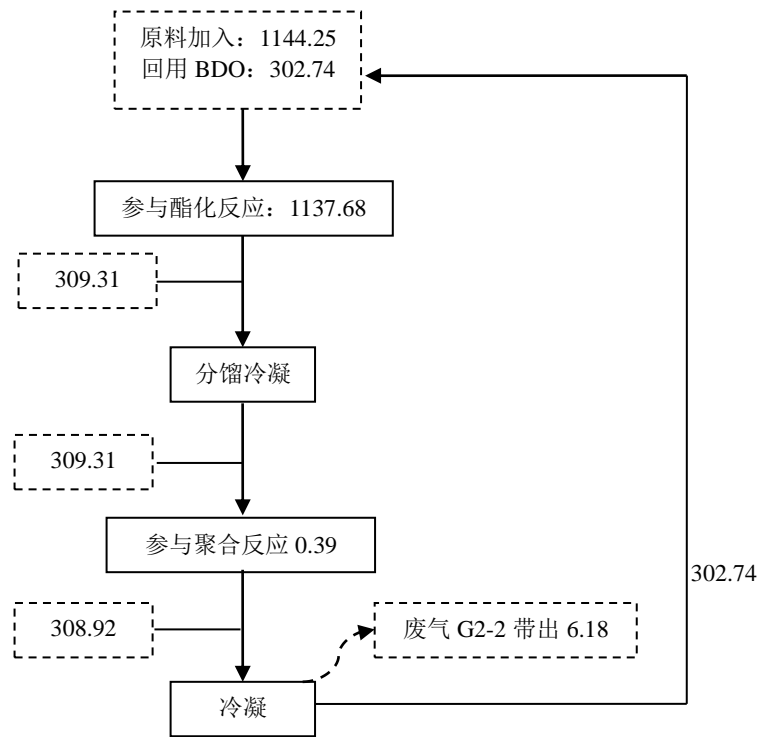 原料加入：1144.25
回用 BDO：302.74
参与酯化反应：1137.68
309.31
分馏冷凝
309.31
参与聚合反应 0.39
302.74
308.92
废气 G2-2 带出 6.18
冷凝